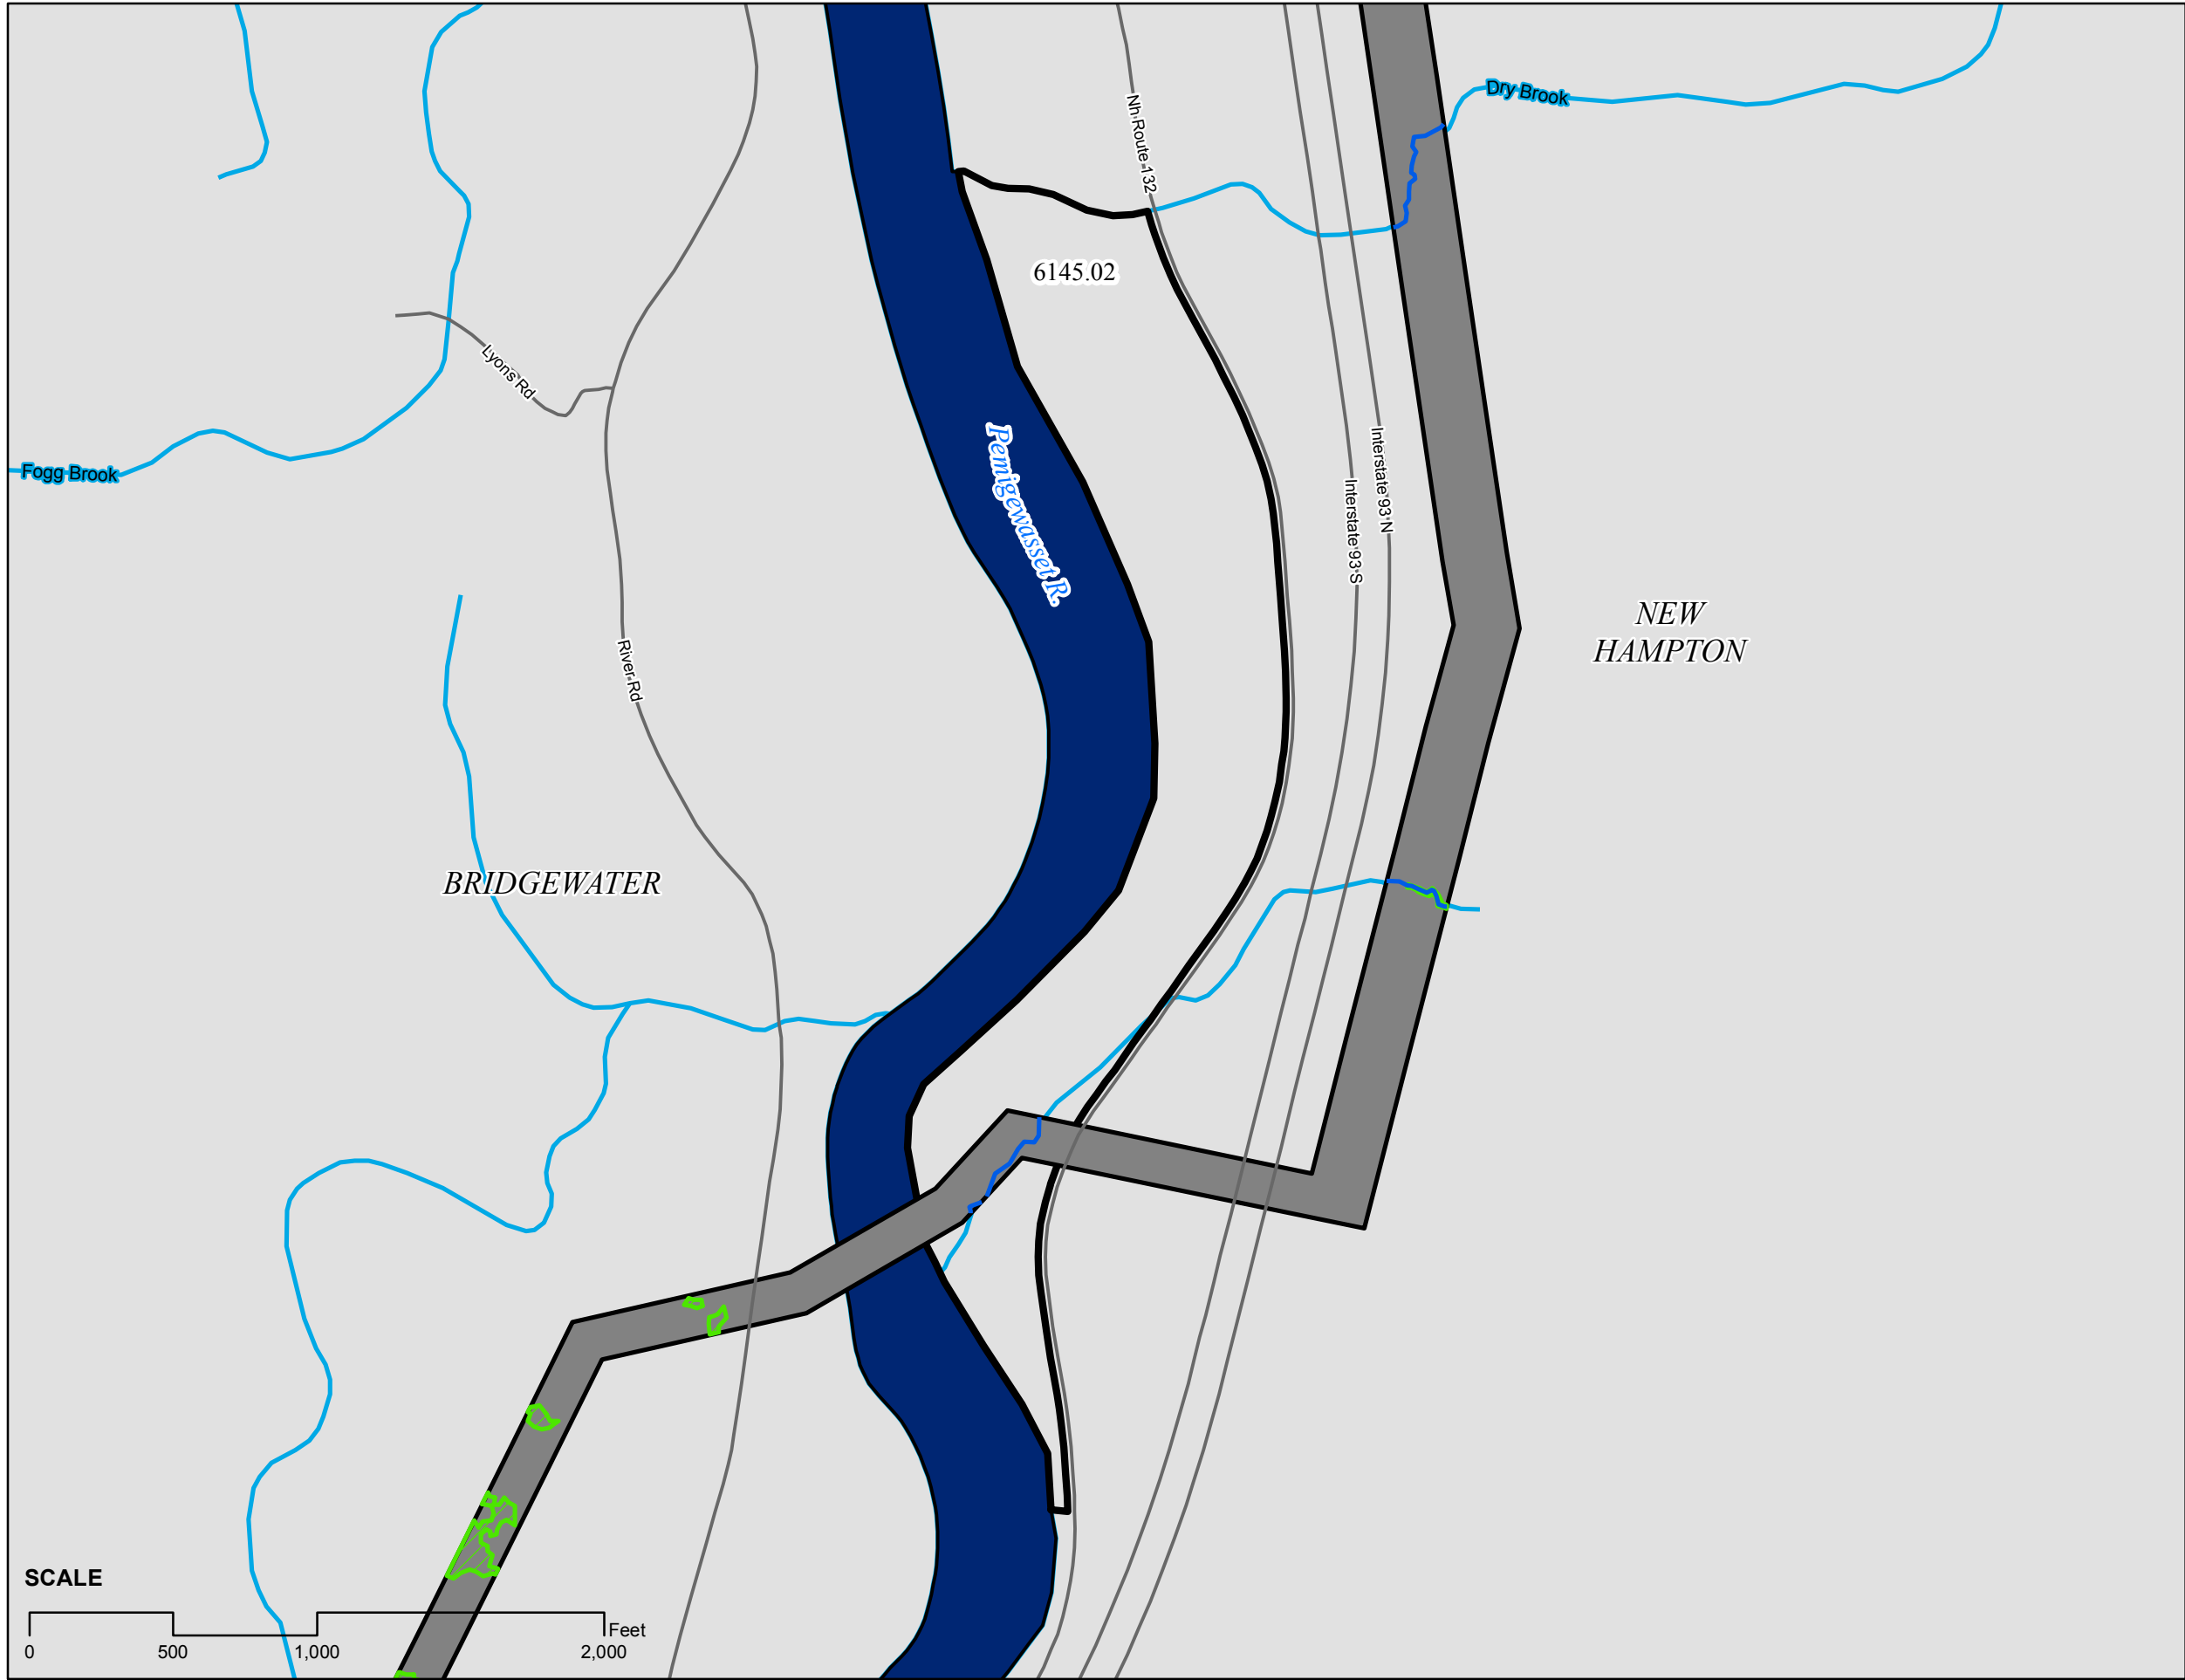 Dry Brook
Nh Route 132
6145.02
Lyons Rd
Fogg Brook
Pemigewasset R.
Interstate 93 N
Interstate 93 S
NEW
HAMPTON
River Rd
BRIDGEWATER
SCALE
Feet
0 500 1,000 2,000